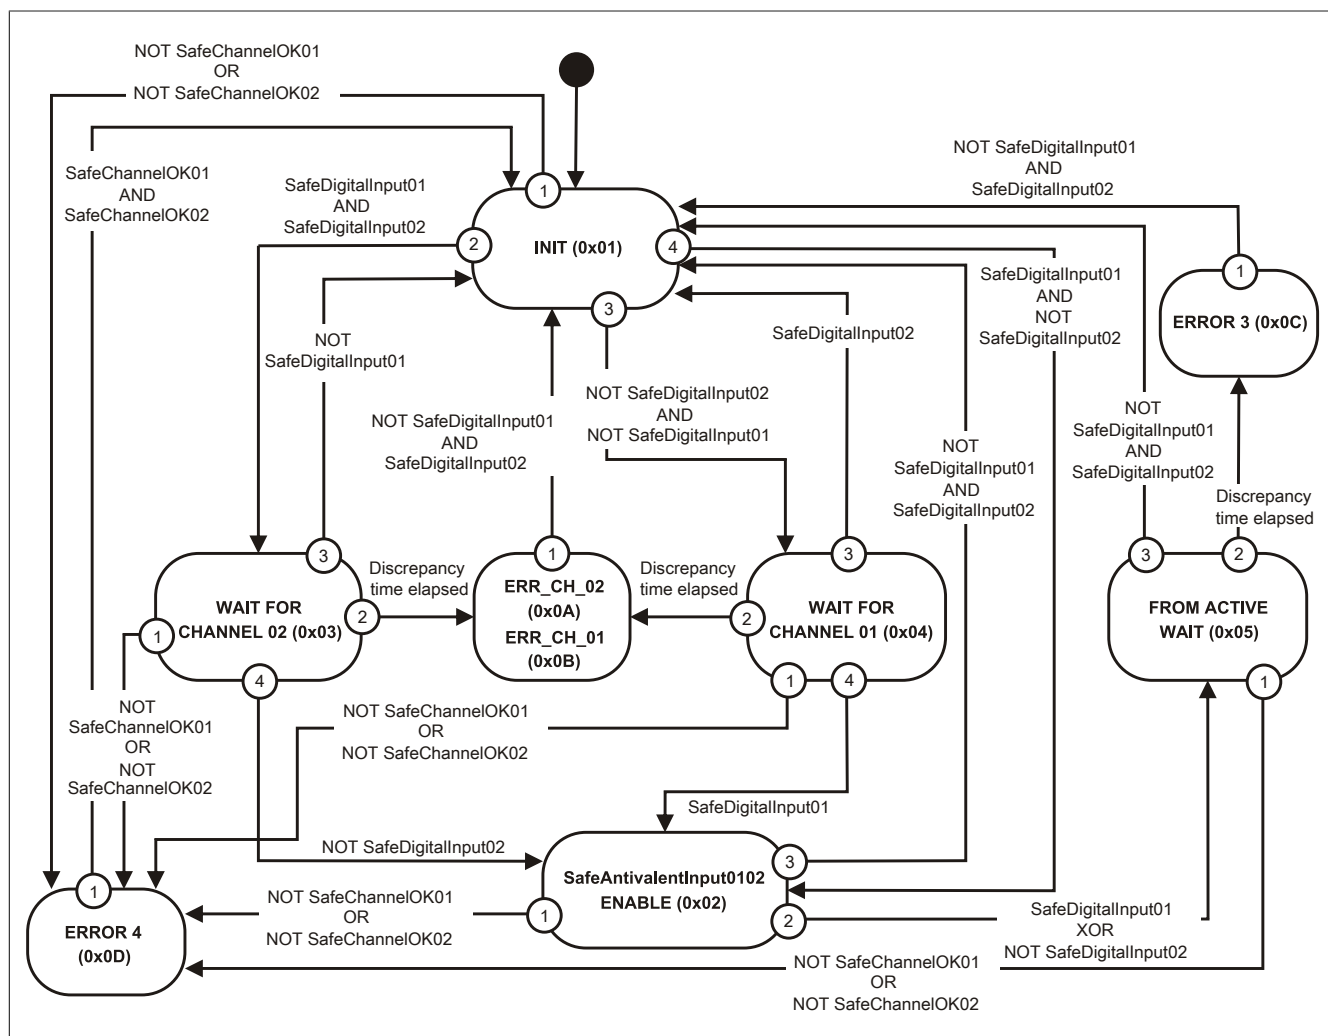 NOT SafeChannelOK01
OR
NOT SafeChannelOK02
SafeChannelOK01
AND
SafeChannelOK02
SafeDigitalInput01
AND
SafeDigitalInput02
1
2
INIT (0x01)
4
3
NOT SafeDigitalInput01
AND
SafeDigitalInput02
SafeDigitalInput01
AND
NOT
SafeDigitalInput02
1
ERROR 3 (0x0C)
NOT
SafeDigitalInput01
SafeDigitalInput02
NOT SafeDigitalInput01
AND
SafeDigitalInput02
NOT SafeDigitalInput02
AND
NOT SafeDigitalInput01
NOT
SafeDigitalInput01
AND
SafeDigitalInput02
NOT
SafeDigitalInput01
AND
SafeDigitalInput02
Discrepancy
time elapsed
3
WAIT FOR
CHANNEL 02 (0x03)
1
2
4
Discrepancy
time elapsed
1
ERR_CH_02
(0x0A)
ERR_CH_01
(0x0B)
Discrepancy
time elapsed
3
2
WAIT FOR
CHANNEL 01 (0x04)
1
4
3
2
FROM ACTIVE
WAIT (0x05)
1
NOT
SafeChannelOK01
OR
NOT
SafeChannelOK02
NOT SafeChannelOK01
OR
NOT SafeChannelOK02
SafeDigitalInput01
NOT SafeDigitalInput02
3
SafeAntivalentInput0102
ENABLE (0x02)
1
2
1
ERROR 4
(0x0D)
NOT SafeChannelOK01
OR
NOT SafeChannelOK02
SafeDigitalInput01
XOR
NOT SafeDigitalInput02
NOT SafeChannelOK01
OR
NOT SafeChannelOK02